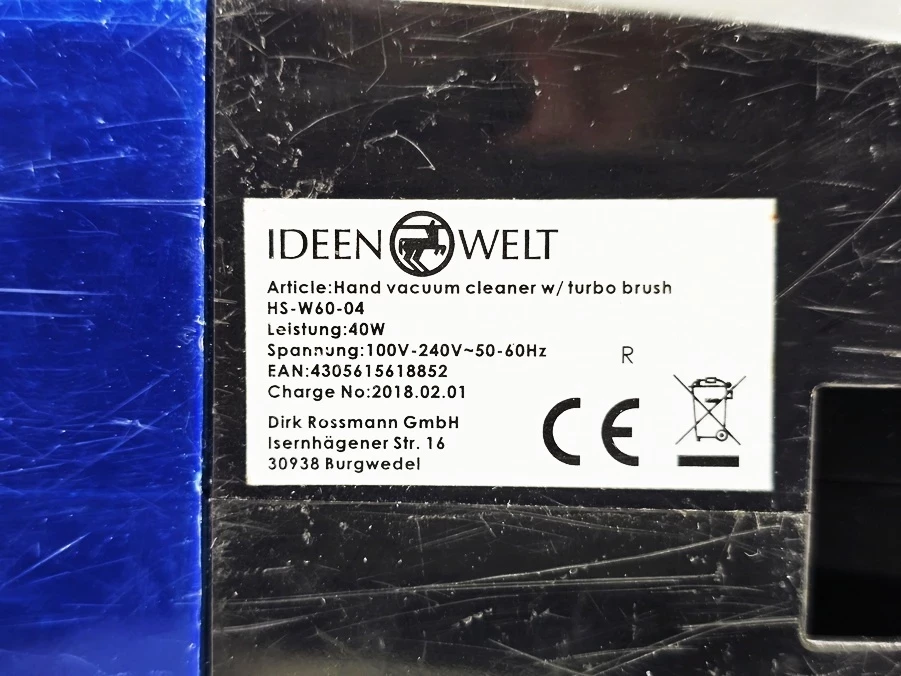 IDEEN WELT
Article:Hand vacuum cleaner w/ turbo brush
HS-W60-04
Leistung:40W
Spannung:100V-240V~50-60Hz
R
EAN:4305615618852
Charge No:2018.02.01
Dirk Rossmann GmbH
Isernhägener Str. 16
30938 Burgwedel
CE